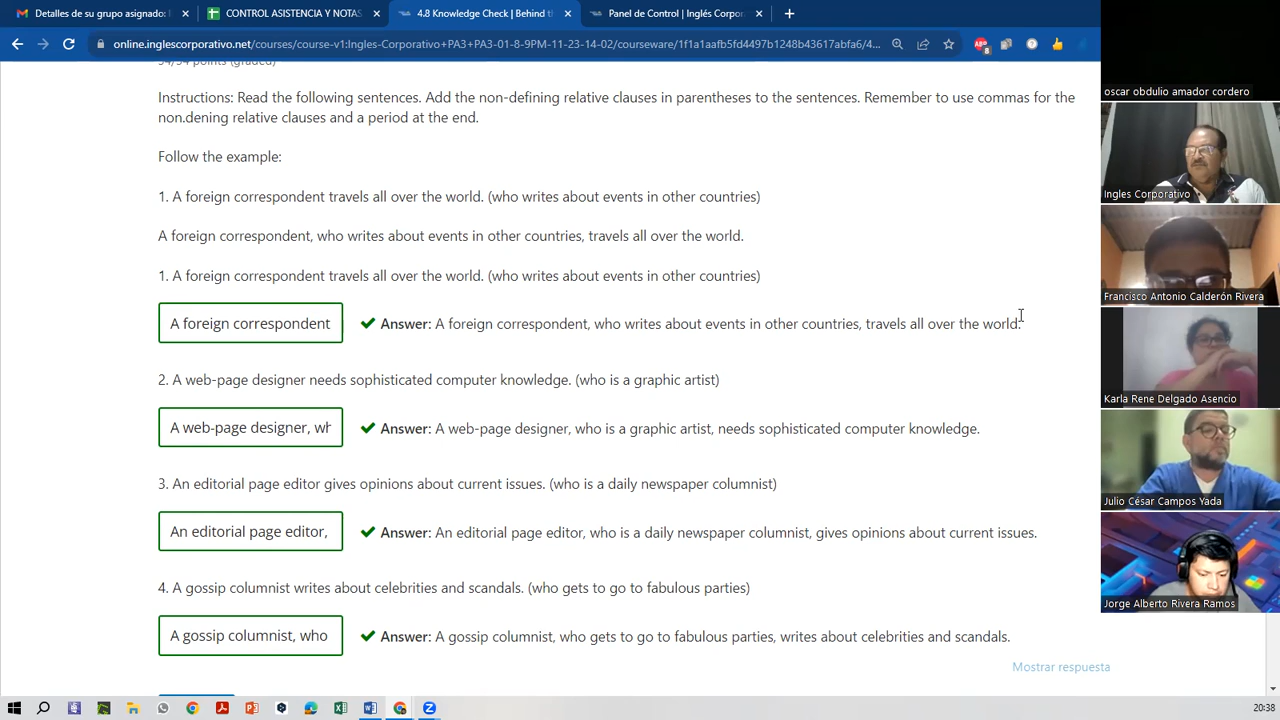 Detalles de su grupo asignado:
CONTROL ASISTENCIA Y NOTAS
4.8 Knowledge Check | Behind t
Panel de Control | Inglés Corpor
online.inglescorporativo.net/courses/course-v1:Ingles-Corporativo+PA3+PA3-01-8-9PM-11-23-14-02/courseware/1f1a1aafb5fd4497b1248b43617abfa6/4...
54/54 points (graded)
Instructions: Read the following sentences. Add the non-defining relative clauses in parentheses to the sentences. Remember to use commas for the
non.dening relative clauses and a period at the end.
Follow the example:
1. A foreign correspondent travels all over the world. (who writes about events in other countries)
A foreign correspondent, who writes about events in other countries, travels all over the world.
1. A foreign correspondent travels all over the world. (who writes about events in other countries)
A foreign correspondent
Answer: A foreign correspondent, who writes about events in other countries, travels all over the world.
2. A web-page designer needs sophisticated computer knowledge. (who is a graphic artist)
A web-page designer, wh
Answer: A web-page designer, who is a graphic artist, needs sophisticated computer knowledge.
3. An editorial page editor gives opinions about current issues. (who is a daily newspaper columnist)
An editorial page editor,
Answer: An editorial page editor, who is a daily newspaper columnist, gives opinions about current issues.
4. A gossip columnist writes about celebrities and scandals. (who gets to go to fabulous parties)
A gossip columnist, who
Answer: A gossip columnist, who gets to go to fabulous parties, writes about celebrities and scandals.
Mostrar respuesta
oscar obdulio amador cordero
Ingles Corporativo
Francisco Antonio Calderón Rivera
Karla Rene Delgado Asencio
Julio César Campos Yada
Jorge Alberto Rivera Ramos
20:38